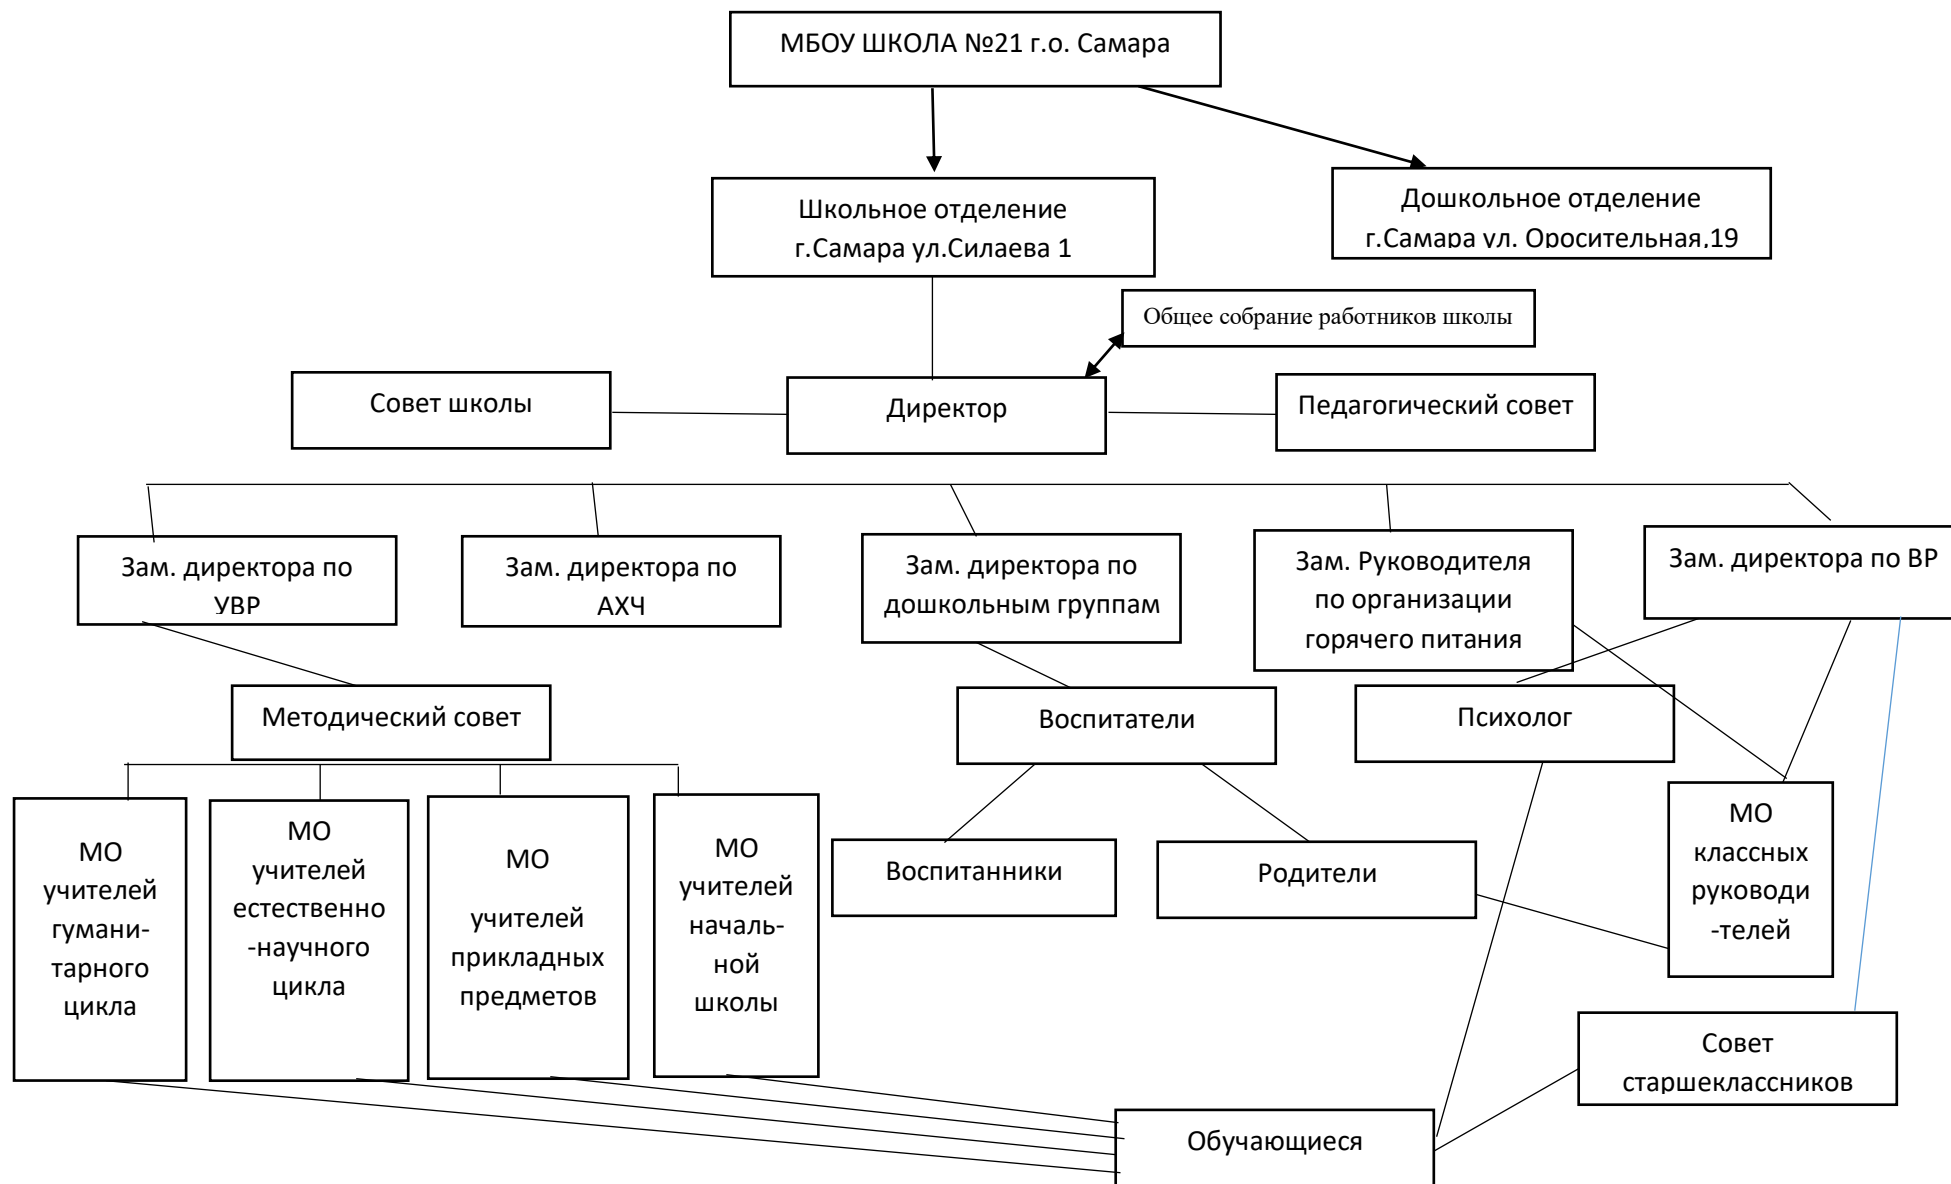 МБОУ ШКОЛА №21 г.о. Самара
Школьное отделение
г.Самара ул.Силаева 1
Дошкольное отделение
г.Самара ул. Оросительная,19
Общее собрание работников школы
Совет школы
Директор
Педагогический совет
Зам. директора по
УВР
Зам. директора по
АХЧ
Зам. директора по
дошкольным группам
Зам. Руководителя
по организации
горячего питания
Зам. директора по ВР
Методический совет
Воспитатели
Психолог
МО
учителей
гумани-
тарного
цикла
МО
учителей
естественно
-научного
цикла
МО
учителей
прикладных
предметов
МО
учителей
началь-
ной
школы
Воспитанники
Родители
МО
классных
руководи
-телей
Совет
старшеклассников
Обучающиеся